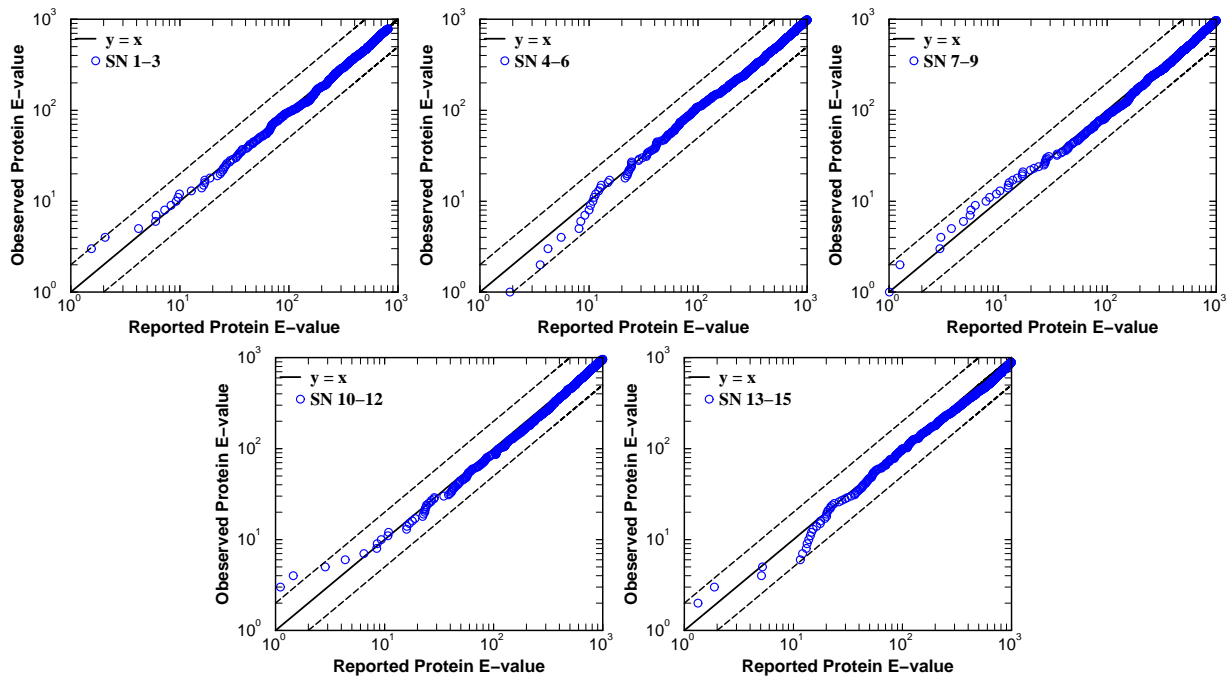 10³
10²
10¹
10⁰
Obeserved Protein E−value
y = x
SN 1−3
10⁰ 10¹ 10² 10³
Reported Protein E−value
10³
10²
10¹
10⁰
Obeserved Protein E−value
y = x
SN 4−6
10⁰ 10¹ 10² 10³
Reported Protein E−value
10³
10²
10¹
10⁰
Obeserved Protein E−value
y = x
SN 7−9
10⁰ 10¹ 10² 10³
Reported Protein E−value
10³
10²
10¹
10⁰
Obeserved Protein E−value
y = x
SN 10−12
10⁰ 10¹ 10² 10³
Reported Protein E−value
10³
10²
10¹
10⁰
Obeserved Protein E−value
y = x
SN 13−15
10⁰ 10¹ 10² 10³
Reported Protein E−value